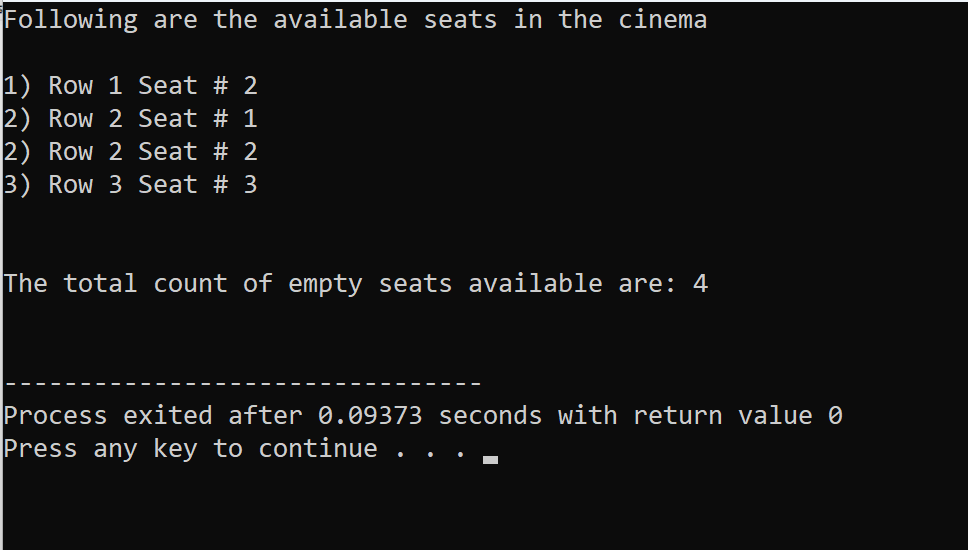 Following are the available seats in the cinema
1) Row 1 Seat # 2
2) Row 2 Seat # 1
2) Row 2 Seat # 2
3) Row 3 Seat # 3
The total count of empty seats available are: 4
--------------------------------
Process exited after 0.09373 seconds with return value 0
Press any key to continue . . .